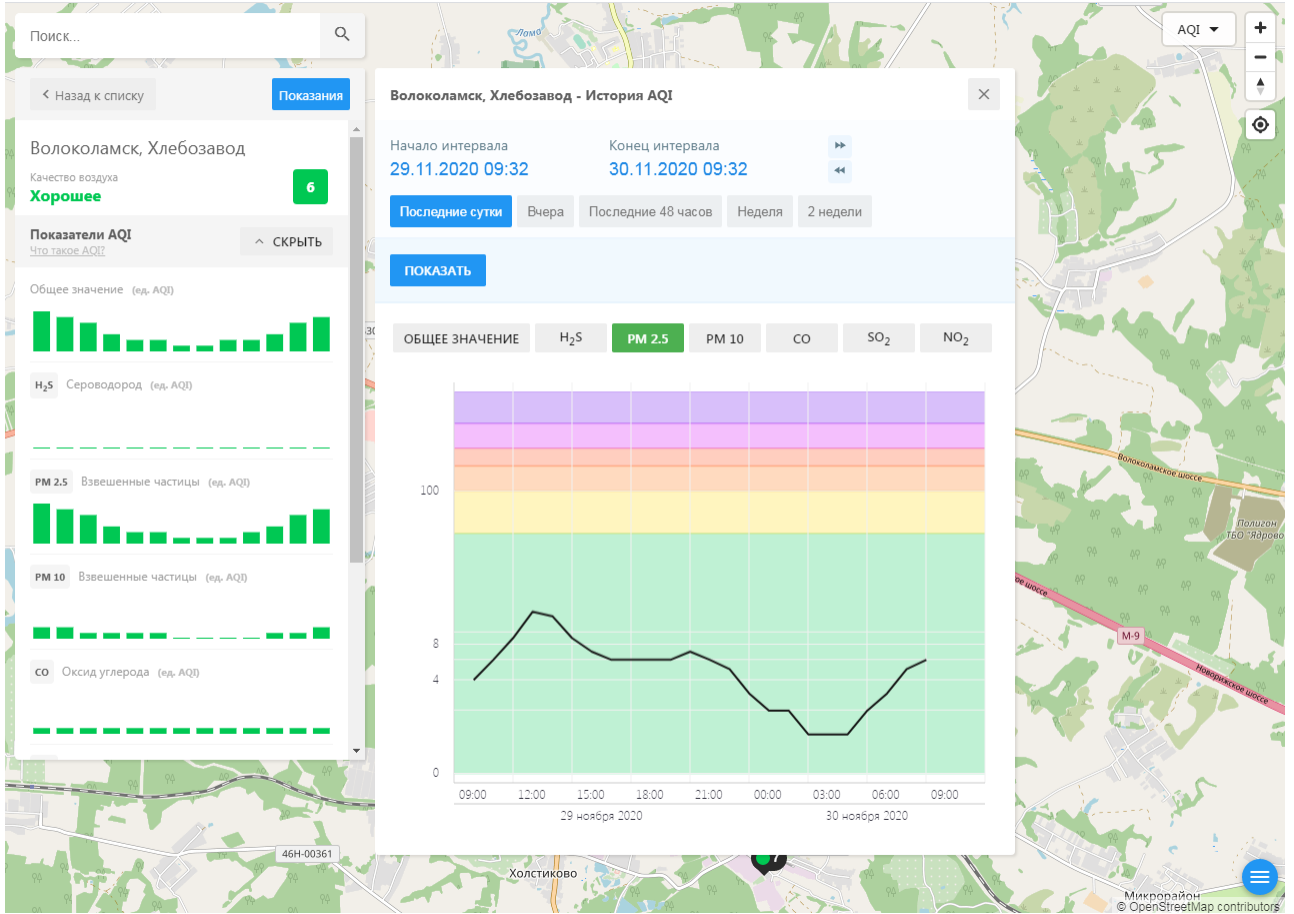 Поиск...
AQI
Лама
Назад к списку
Показания
Волоколамск, Хлебозавод
Качество воздуха
Хорошее
6
Показатели AQI
Что такое AQI?
СКРЫТЬ
Общее значение (ед. AQI)
H2S Сероводород (ед. AQI)
PM 2.5 Взвешенные частицы (ед. AQI)
PM 10 Взвешенные частицы (ед. AQI)
CO Оксид углерода (ед. AQI)
Волоколамск, Хлебозавод - История AQI
Начало интервала
29.11.2020 09:32
Конец интервала
30.11.2020 09:32
Последние сутки
Вчера
Последние 48 часов
Неделя
2 недели
ПОКАЗАТЬ
ОБЩЕЕ ЗНАЧЕНИЕ
H2S
PM 2.5
PM 10
CO
SO2
NO2
100
8
4
0
09:00 12:00 15:00 18:00 21:00 00:00 03:00 06:00 09:00
29 ноября 2020
30 ноября 2020
Волоколамское шоссе
Полигон
ТБО "Ядрово
ое шоссе
М-9
Новорижское шоссе
46Н-00361
7
Холстиково
Микрорайон
© OpenStreetMap contributors